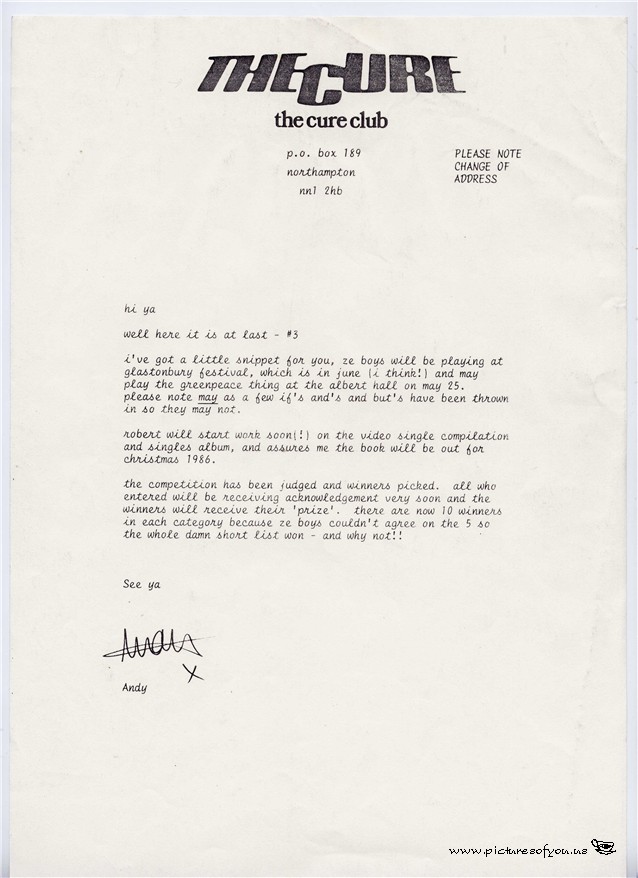 THE CURE
the cure club
p.o. box 189
northampton
nn1 2hb
PLEASE NOTE
CHANGE OF
ADDRESS
hi ya
well here it is at last - #3
i've got a little snippet for you, ze boys will be playing at
glastonbury festival, which is in june (i think!) and may
play the greenpeace thing at the albert hall on may 25.
please note may as a few if's and's and but's have been thrown
in so they may not.
robert will start work soon(!) on the video single compilation
and singles album, and assures me the book will be out for
christmas 1986.
the competition has been judged and winners picked. all who
entered will be receiving acknowledgement very soon and the
winners will receive their 'prize'. there are now 10 winners
in each category because ze boys couldn't agree on the 5 so
the whole damn short list won - and why not!!
See ya
Andy
x
Andy
www.picturesofyou.us